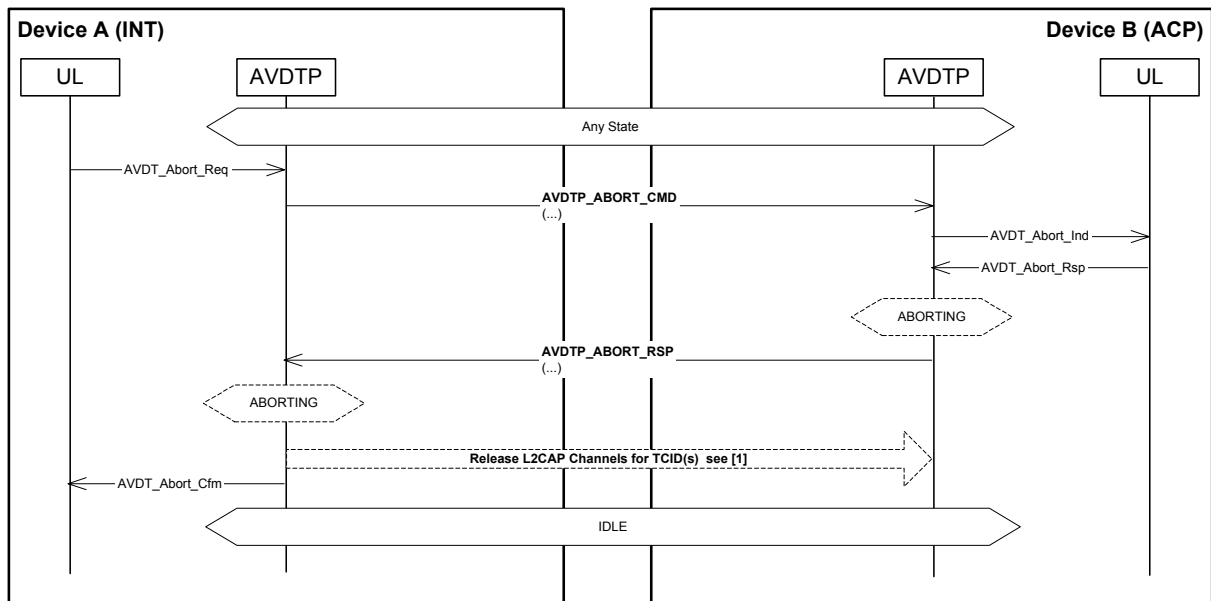 Device A (INT)
Device B (ACP)
UL
AVDTP
AVDTP
UL
Any State
AVDT_Abort_Req
AVDTP_ABORT_CMD
(...)
AVDT_Abort_Ind
AVDT_Abort_Rsp
ABORTING
AVDTP_ABORT_RSP
(...)
ABORTING
Release L2CAP Channels for TCID(s) see [1]
AVDT_Abort_Cfm
IDLE